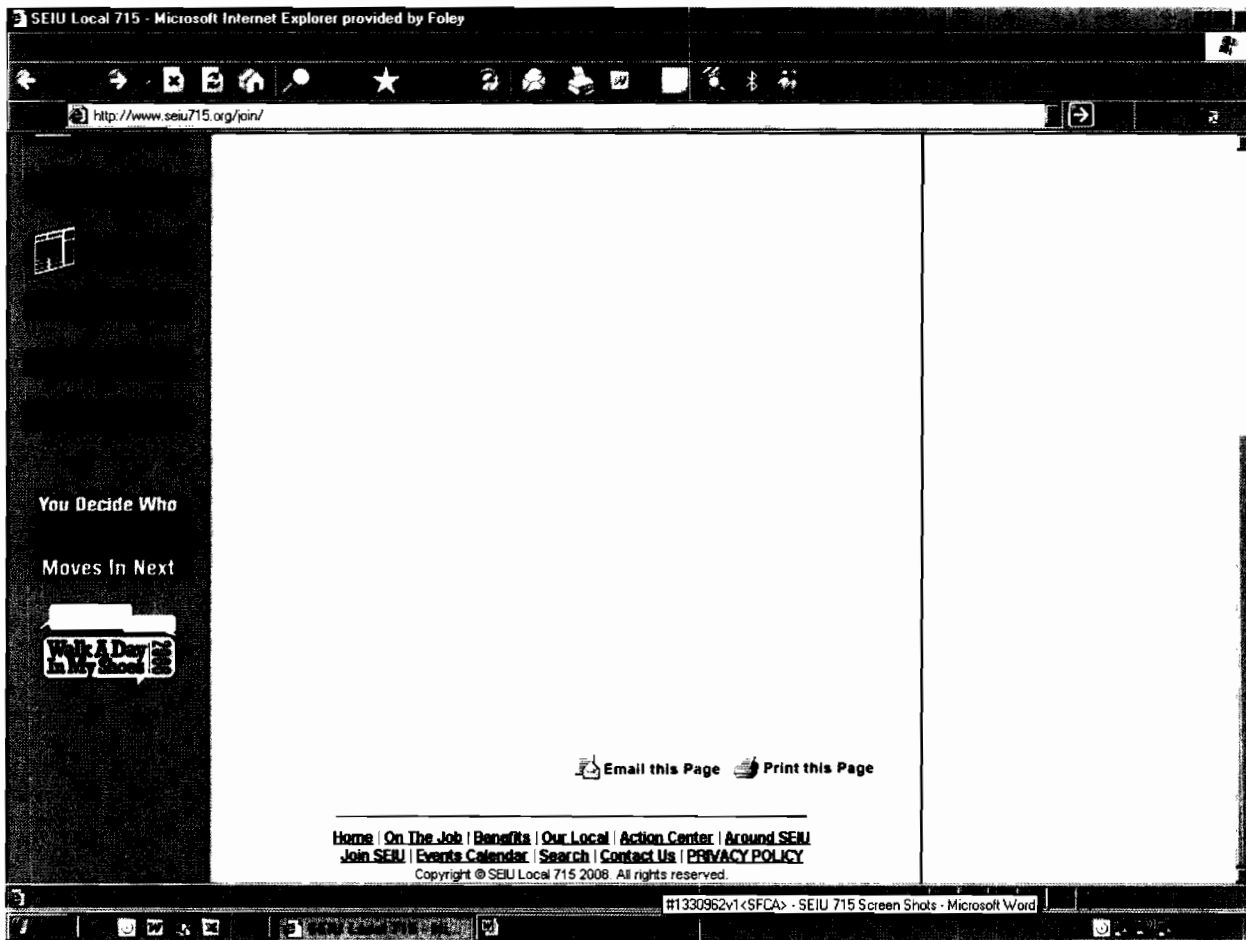 SEIU Local 715 - Microsoft Internet Explorer provided by Foley
http://www.seiu715.org/join/
You Decide Who
Moves In Next
Walk A Day
In My Shoes
2008
Email this Page Print this Page
Home | On The Job | Benefits | Our Local | Action Center | Around SEIU
Join SEIU | Events Calendar | Search | Contact Us | PRIVACY POLICY
Copyright © SEIU Local 715 2008. All rights reserved.
#1330962v1<SFCA> - SEIU 715 Screen Shots - Microsoft Word